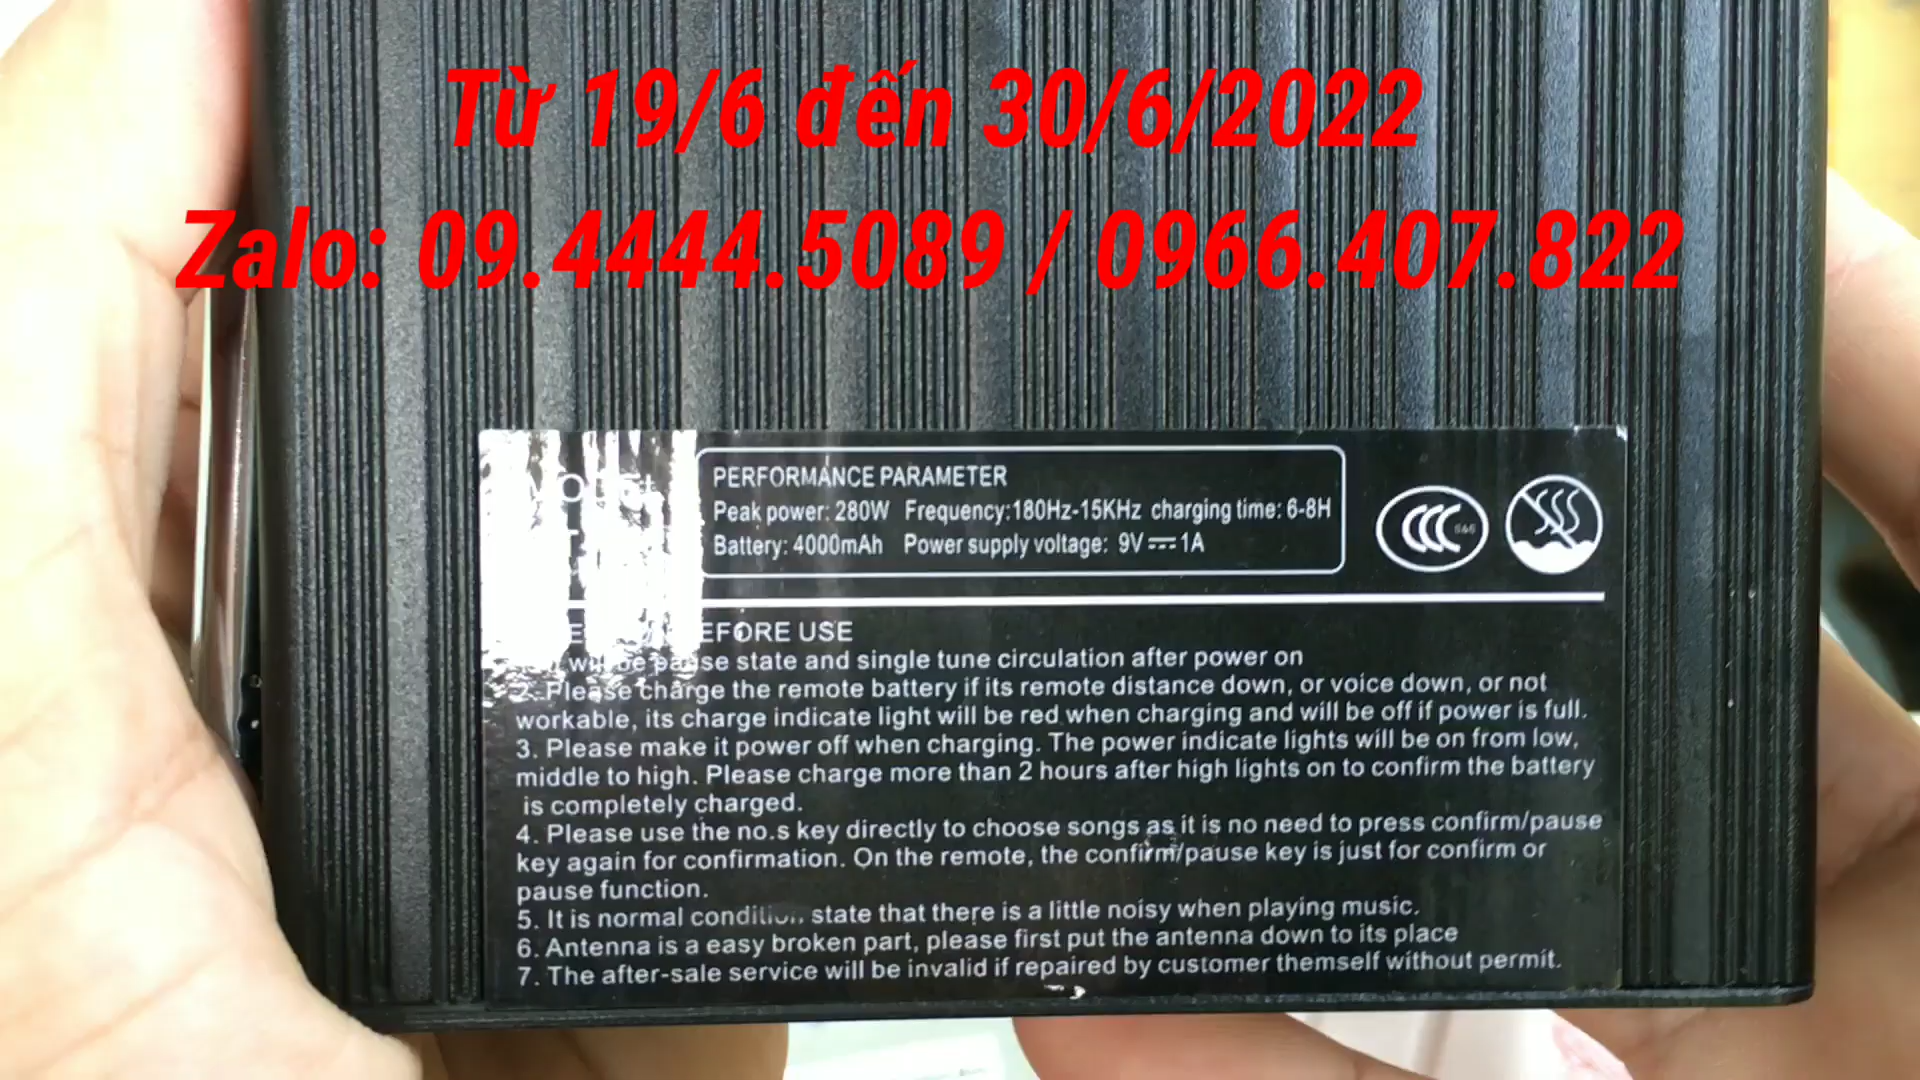 Từ 19/6 đến 30/6/2022
Zalo: 09.4444.5089 / 0966.407.822
PERFORMANCE PARAMETER
Peak power: 280W Frequency:180Hz-15KHz charging time: 6-8H
Battery: 4000mAh Power supply voltage: 9V⎓1A
EFORE USE
will be pause state and single tune circulation after power on
2. Please charge the remote battery if its remote distance down, or voice down, or not
workable, its charge indicate light will be red when charging and will be off if power is full.
3. Please make it power off when charging. The power indicate lights will be on from low,
middle to high. Please charge more than 2 hours after high lights on to confirm the battery
is completely charged.
4. Please use the no.s key directly to choose songs as it is no need to press confirm/pause
key again for confirmation. On the remote, the confirm/pause key is just for confirm or
pause function.
5. It is normal condition state that there is a little noisy when playing music.
6. Antenna is a easy broken part, please first put the antenna down to its place
7. The after-sale service will be invalid if repaired by customer themself without permit.